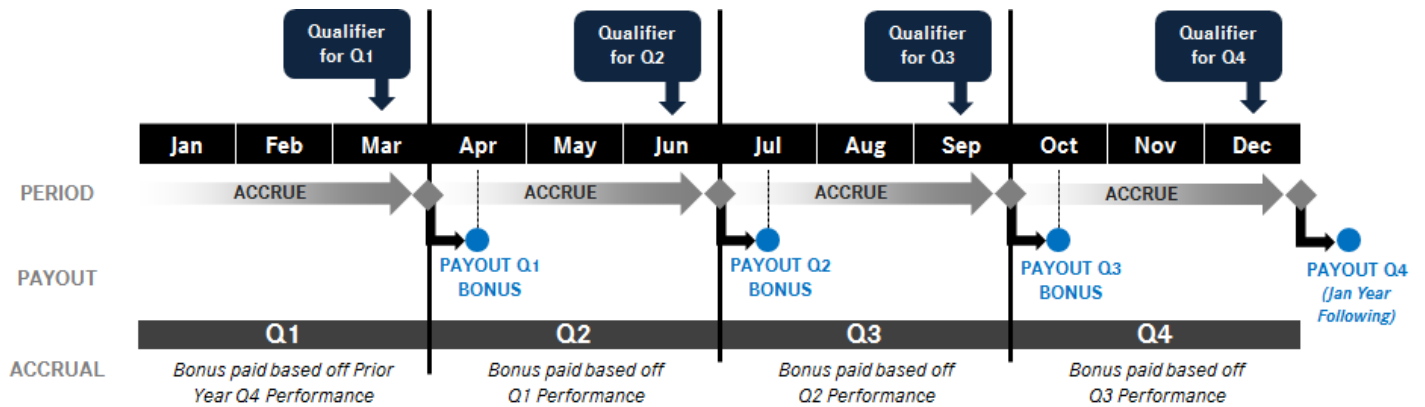 Qualifier
for Q1
Qualifier
for Q2
Qualifier
for Q3
Qualifier
for Q4
Jan Feb Mar Apr May Jun Jul Aug Sep Oct Nov Dec
PERIOD ACCRUE ACCRUE ACCRUE ACCRUE
PAYOUT
PAYOUT Q1
BONUS
PAYOUT Q2
BONUS
PAYOUT Q3
BONUS
PAYOUT Q4
(Jan Year
Following)
Q1 Q2 Q3 Q4
ACCRUAL
Bonus paid based off Prior
Year Q4 Performance
Bonus paid based off
Q1 Performance
Bonus paid based off
Q2 Performance
Bonus paid based off
Q3 Performance